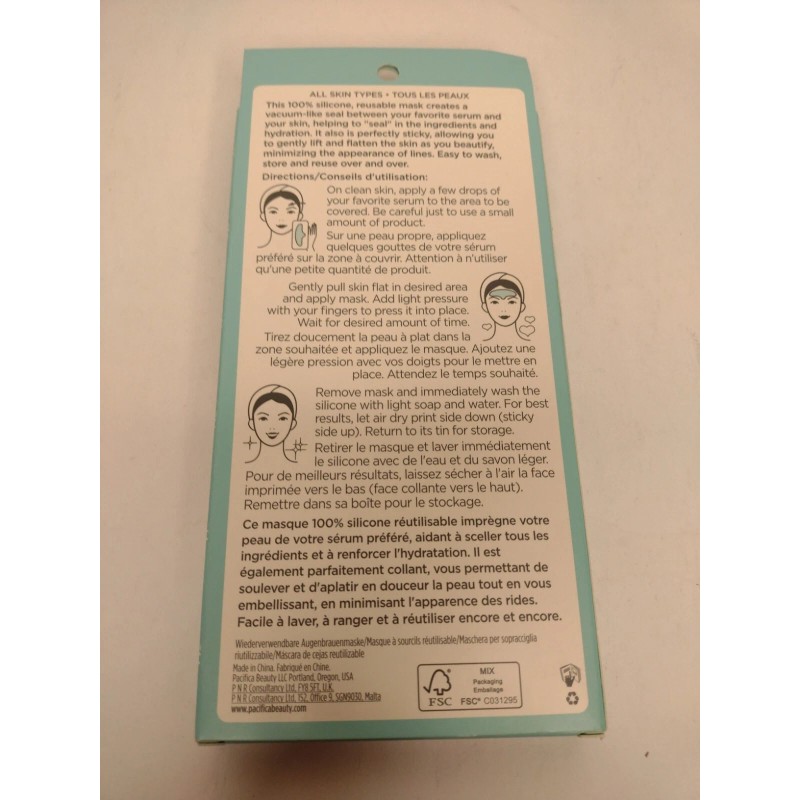 ALL SKIN TYPES • TOUS LES PEAUX
This 100% silicone, reusable mask creates a
vacuum-like seal between your favorite serum and
your skin, helping to "seal" in the ingredients and
hydration. It also is perfectly sticky, allowing you
to gently lift and flatten the skin as you beautify,
minimizing the appearance of lines. Easy to wash,
store and reuse over and over.
Directions/Conseils d'utilisation:
On clean skin, apply a few drops of
your favorite serum to the area to be
covered. Be careful just to use a small
amount of product.
Sur une peau propre, appliquez
quelques gouttes de votre sérum
préféré sur la zone à couvrir. Attention à n'utiliser
qu'une petite quantité de produit.
Gently pull skin flat in desired area
and apply mask. Add light pressure
with your fingers to press it into place.
Wait for desired amount of time.
Tirez doucement la peau à plat dans la
zone souhaitée et appliquez le masque. Ajoutez une
légère pression avec vos doigts pour le mettre en
place. Attendez le temps souhaité.
Remove mask and immediately wash the
silicone with light soap and water. For best
results, let air dry print side down (sticky
side up). Return to its tin for storage.
Retirer le masque et laver immédiatement
le silicone avec de l'eau et du savon léger.
Pour de meilleurs résultats, laissez sécher à l'air la face
imprimée vers le bas (face collante vers le haut).
Remettre dans sa boîte pour le stockage.
Ce masque 100% silicone réutilisable imprègne votre
peau de votre sérum préféré, aidant à sceller tous les
ingrédients et à renforcer l'hydratation. Il est
également parfaitement collant, vous permettant de
soulever et d'aplatir en douceur la peau tout en vous
embellissant, en minimisant l'apparence des rides.
Facile à laver, à ranger et à réutiliser encore et encore.
Wiederverwendbare Augenbrauenmaske/Masque à sourcils réutilisable/Maschera per sopracciglia
riutilizzabile/Máscara de cejas reutilizable
Made in China. Fabriqué en Chine.
Pacifica Beauty LLC Portland, Oregon, USA
P N R Consultancy Ltd, FY8 5FT, U.K.
P N R Consultancy Ltd, 152, Office 9, SGN9030, Malta
www.pacificabeauty.com
FSC
MIX
Packaging
Emballage
FSC® C031295